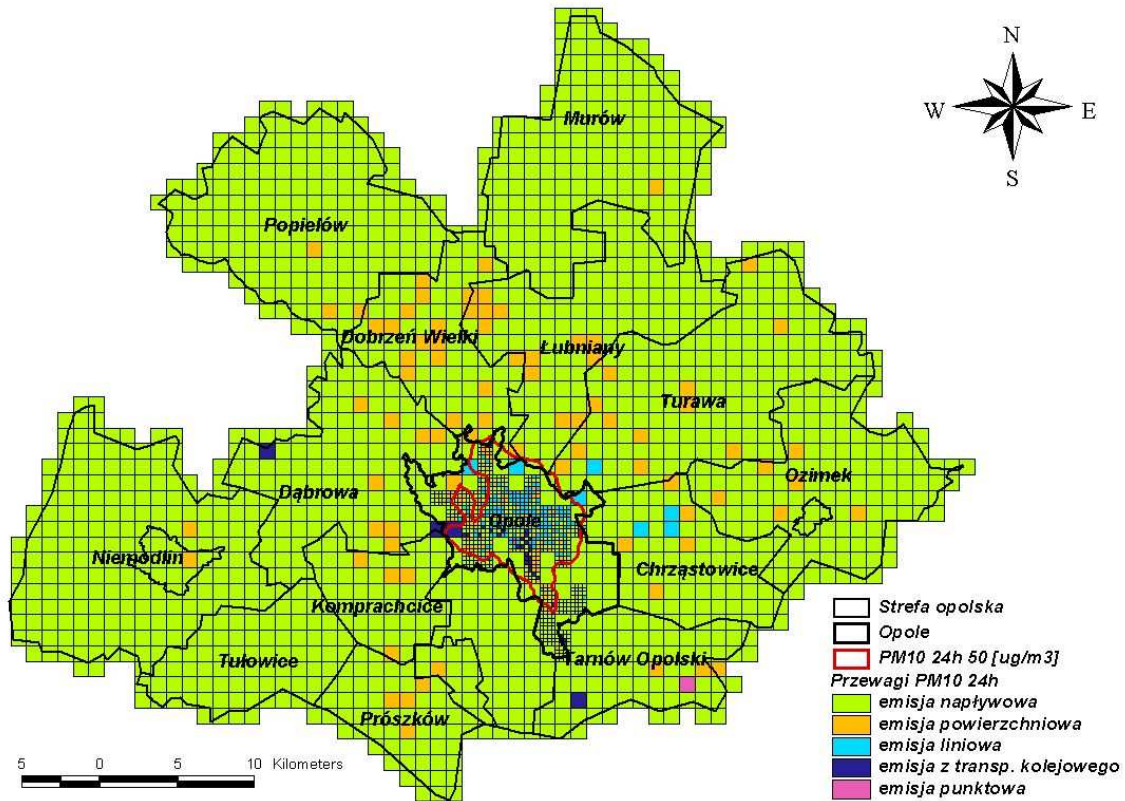 N
W E
S
Murów
Popielów
Dobrzeń Wielki
Łubniany
Turawa
Ozimek
Dąbrowa
Opole
Niemodlin
Chrząstowice
Komprachcice
Tułowice
Tarnów Opolski
Prószków
Strefa opolska
Opole
PM10 24h 50 [ug/m3]
Przewagi PM10 24h
emisja napływowa
emisja powierzchniowa
emisja liniowa
emisja z transp. kolejowego
emisja punktowa
5 0 5 10 Kilometers